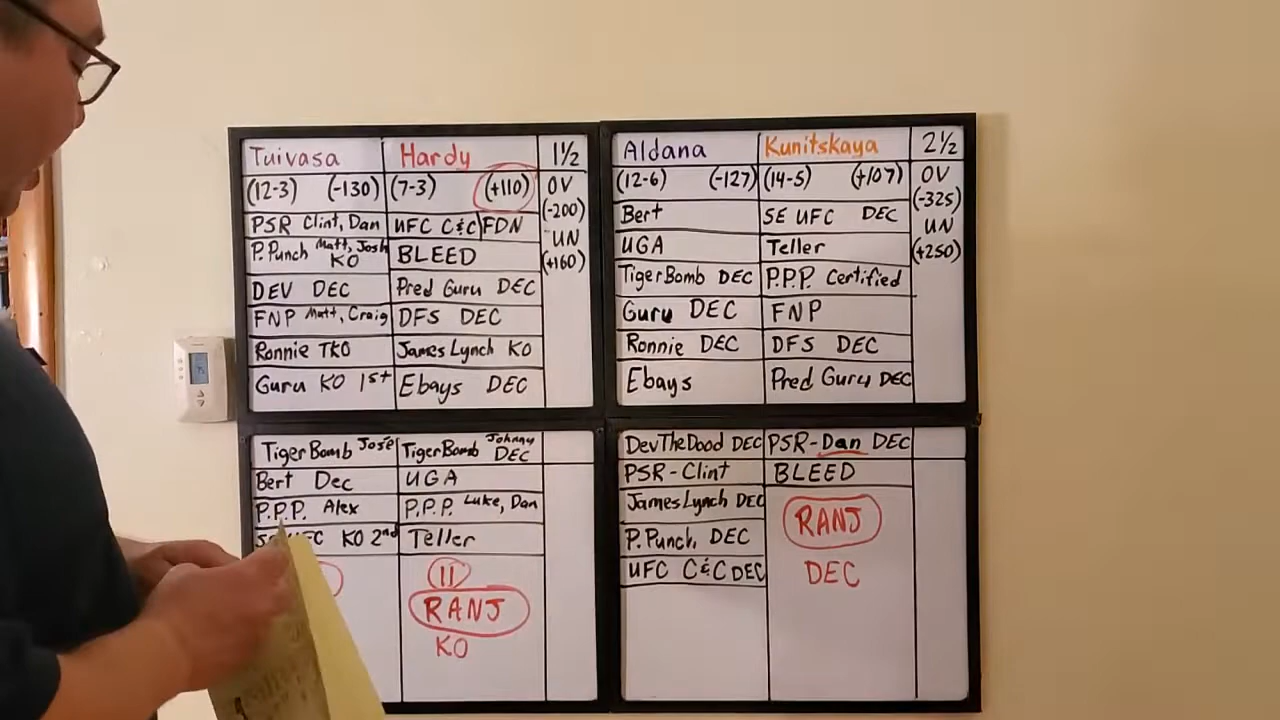 Tuivasa Hardy 1½
(12-3) (-130) (7-3) (+110) OV
(-200)
PSR Clint, Dan UFC C&C FDN
UN
P. Punch Matt, Josh KO BLEED
(+160)
DEV DEC Pred Guru DEC
FNP Matt, Craig DFS DEC
Ronnie TKO James Lynch KO
Guru KO 1st Ebays DEC
TigerBomb José TigerBomb Johnny DEC
Bert Dec UGA
P.P.P. Alex P.P.P. Luke, Dan
KO 2nd Teller
11
RANJ
KO
Aldana Kunitskaya 2½
(12-6) (-127) (14-5) (+107) OV
(-325)
Bert SE UFC DEC
UN
UGA Teller
(+250)
TigerBomb DEC P.P.P. Certified
Guru DEC FNP
Ronnie DEC DFS DEC
Ebays Pred Guru DEC
DevTheDood DEC PSR-Dan DEC
PSR-Clint BLEED
James Lynch DEC
RANJ
P. Punch, DEC
UFC C&C DEC DEC